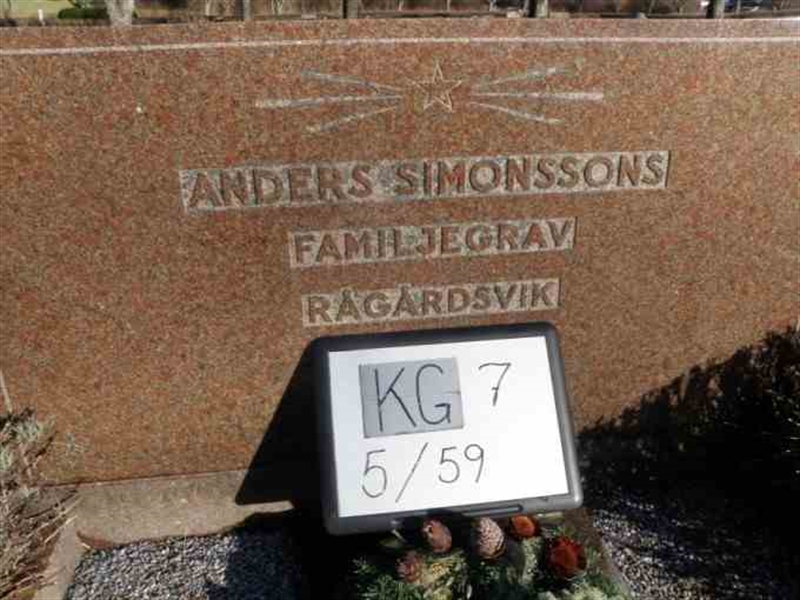 ANDERS SIMONSSONS
FAMILJEGRAV
RÅGÅRDSVIK
KG 7
5/59